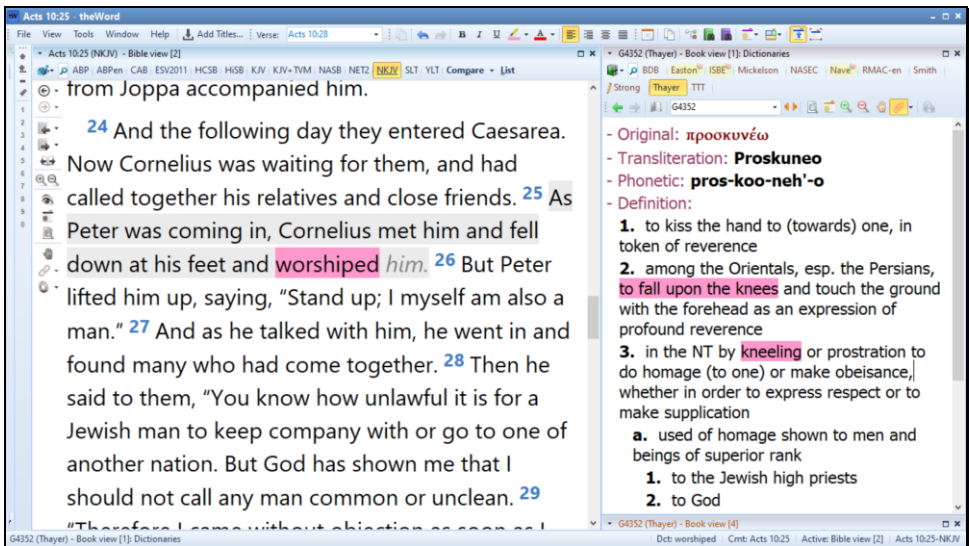 Acts 10:25 - theWord
File View Tools Window Help Add Titles... Verse: Acts 10:28 B I U A
Acts 10:25 (NKJV) - Bible view [2]
ABP ABPen CAB ESV2011 HCSB HiSB KJV KJV+TVM NASB NET2 NKJV SLT YLT Compare List
from Joppa accompanied him.
24 And the following day they entered Caesarea.
Now Cornelius was waiting for them, and had
called together his relatives and close friends. 25 As
Peter was coming in, Cornelius met him and fell
down at his feet and worshiped him. 26 But Peter
lifted him up, saying, “Stand up; I myself am also a
man.” 27 And as he talked with him, he went in and
found many who had come together. 28 Then he
said to them, “You know how unlawful it is for a
Jewish man to keep company with or go to one of
another nation. But God has shown me that I
should not call any man common or unclean. 29
“Therefore I came without objection as soon as I
G4352 (Thayer) - Book view [1]: Dictionaries
BDB Easton ISBE Mickelson NASEC Nave RMAC-en Smith
Strong Thayer TTT
G4352
- Original: προσκυνέω
- Transliteration: Proskuneo
- Phonetic: pros-koo-neh'-o
- Definition:
1. to kiss the hand to (towards) one, in
token of reverence
2. among the Orientals, esp. the Persians,
to fall upon the knees and touch the ground
with the forehead as an expression of
profound reverence
3. in the NT by kneeling or prostration to
do homage (to one) or make obeisance,
whether in order to express respect or to
make supplication
a. used of homage shown to men and
beings of superior rank
1. to the Jewish high priests
2. to God
G4352 (Thayer) - Book view [4]
G4352 (Thayer) - Book view [1]: Dictionaries
Dct: worshiped Cmt: Acts 10:25 Active: Bible view [2] Acts 10:25-NKJV